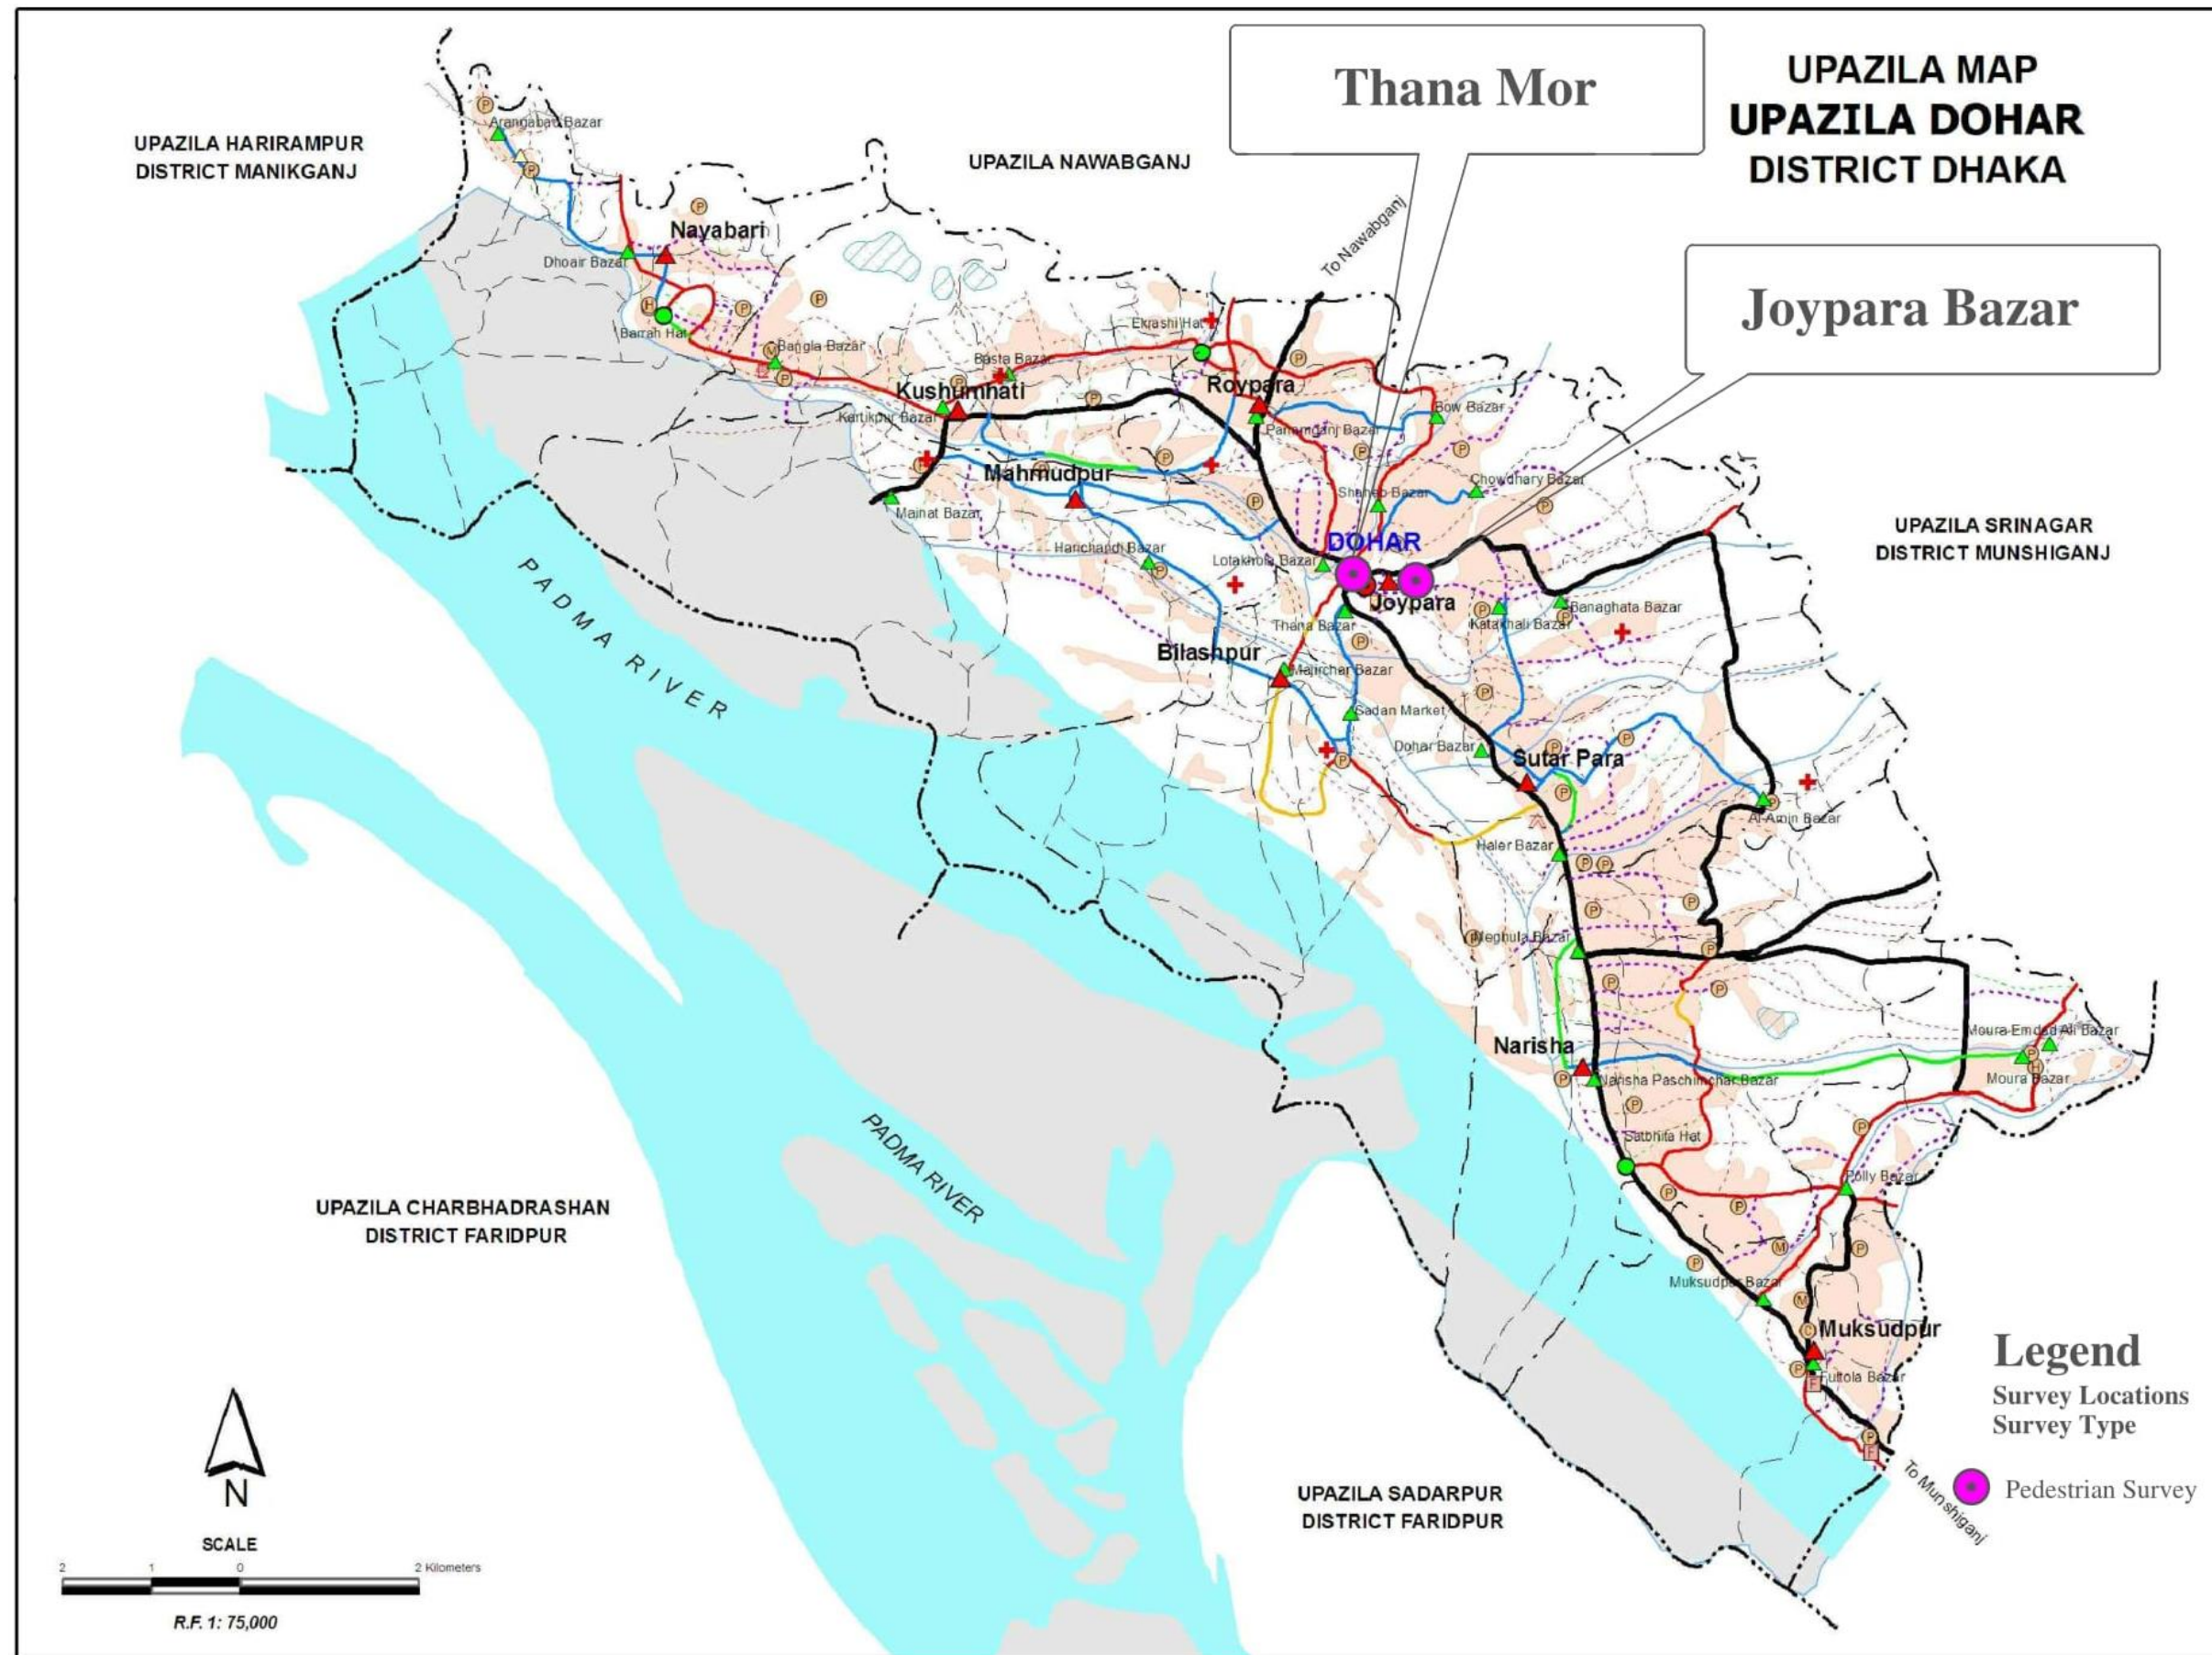 UPAZILA MAP
UPAZILA DOHAR
DISTRICT DHAKA
Thana Mor
Joypara Bazar
UPAZILA HARIRAMPUR
DISTRICT MANIKGANJ
UPAZILA NAWABGANJ
To Nawabganj
UPAZILA SRINAGAR
DISTRICT MUNSHIGANJ
Bazar
Nayabari
Dhoair Bazar
Barrah Hat
Bangla Bazar
Basta Bazar
Ekrashi Hat
Kushumhati
Kartikpur Bazar
Roypara
Bazar
Bow Bazar
Mahmudpur
Mainat Bazar
Bazar
Chowdhary Bazar
Harichandi Bazar
DOHAR
Lotakhola Bazar
Joypara
Thana Bazar
Katakhali Bazar
Banaghata Bazar
Bilashpur
Majirchar Bazar
Sadan Market
Dohar Bazar
Sutar Para
Al-Amin Bazar
Haler Bazar
Meghula Bazar
Narisha
Narisha Paschimchar Bazar
Moura Emdad Ali Bazar
Moura Bazar
Satbhita Hat
Polly Bazar
Muksudpur Bazar
Muksudpur
Futtola Bazar
To Munshiganj
PADMA RIVER
PADMA RIVER
UPAZILA CHARBHADRASHAN
DISTRICT FARIDPUR
UPAZILA SADARPUR
DISTRICT FARIDPUR
N
SCALE
2 1 0 2 Kilometers
R.F. 1: 75,000
Legend
Survey Locations
Survey Type
Pedestrian Survey